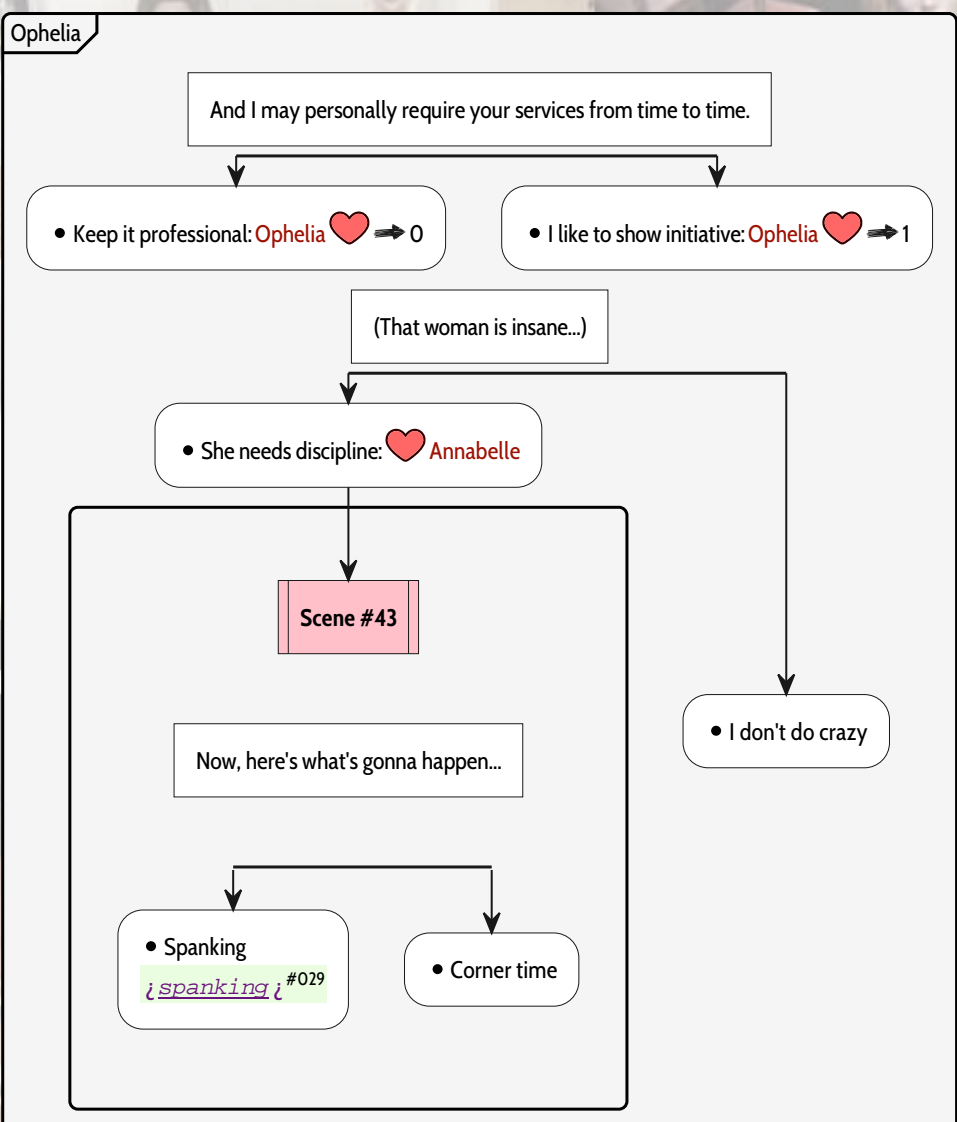 Ophelia
And I may personally require your services from time to time.
• Keep it professional: Ophelia ❤ ➡ 0
• I like to show initiative: Ophelia ❤ ➡ 1
(That woman is insane...)
• She needs discipline: ❤ Annabelle
Scene #43
• I don't do crazy
Now, here's what's gonna happen...
• Spanking
¿spanking¿ #029
• Corner time